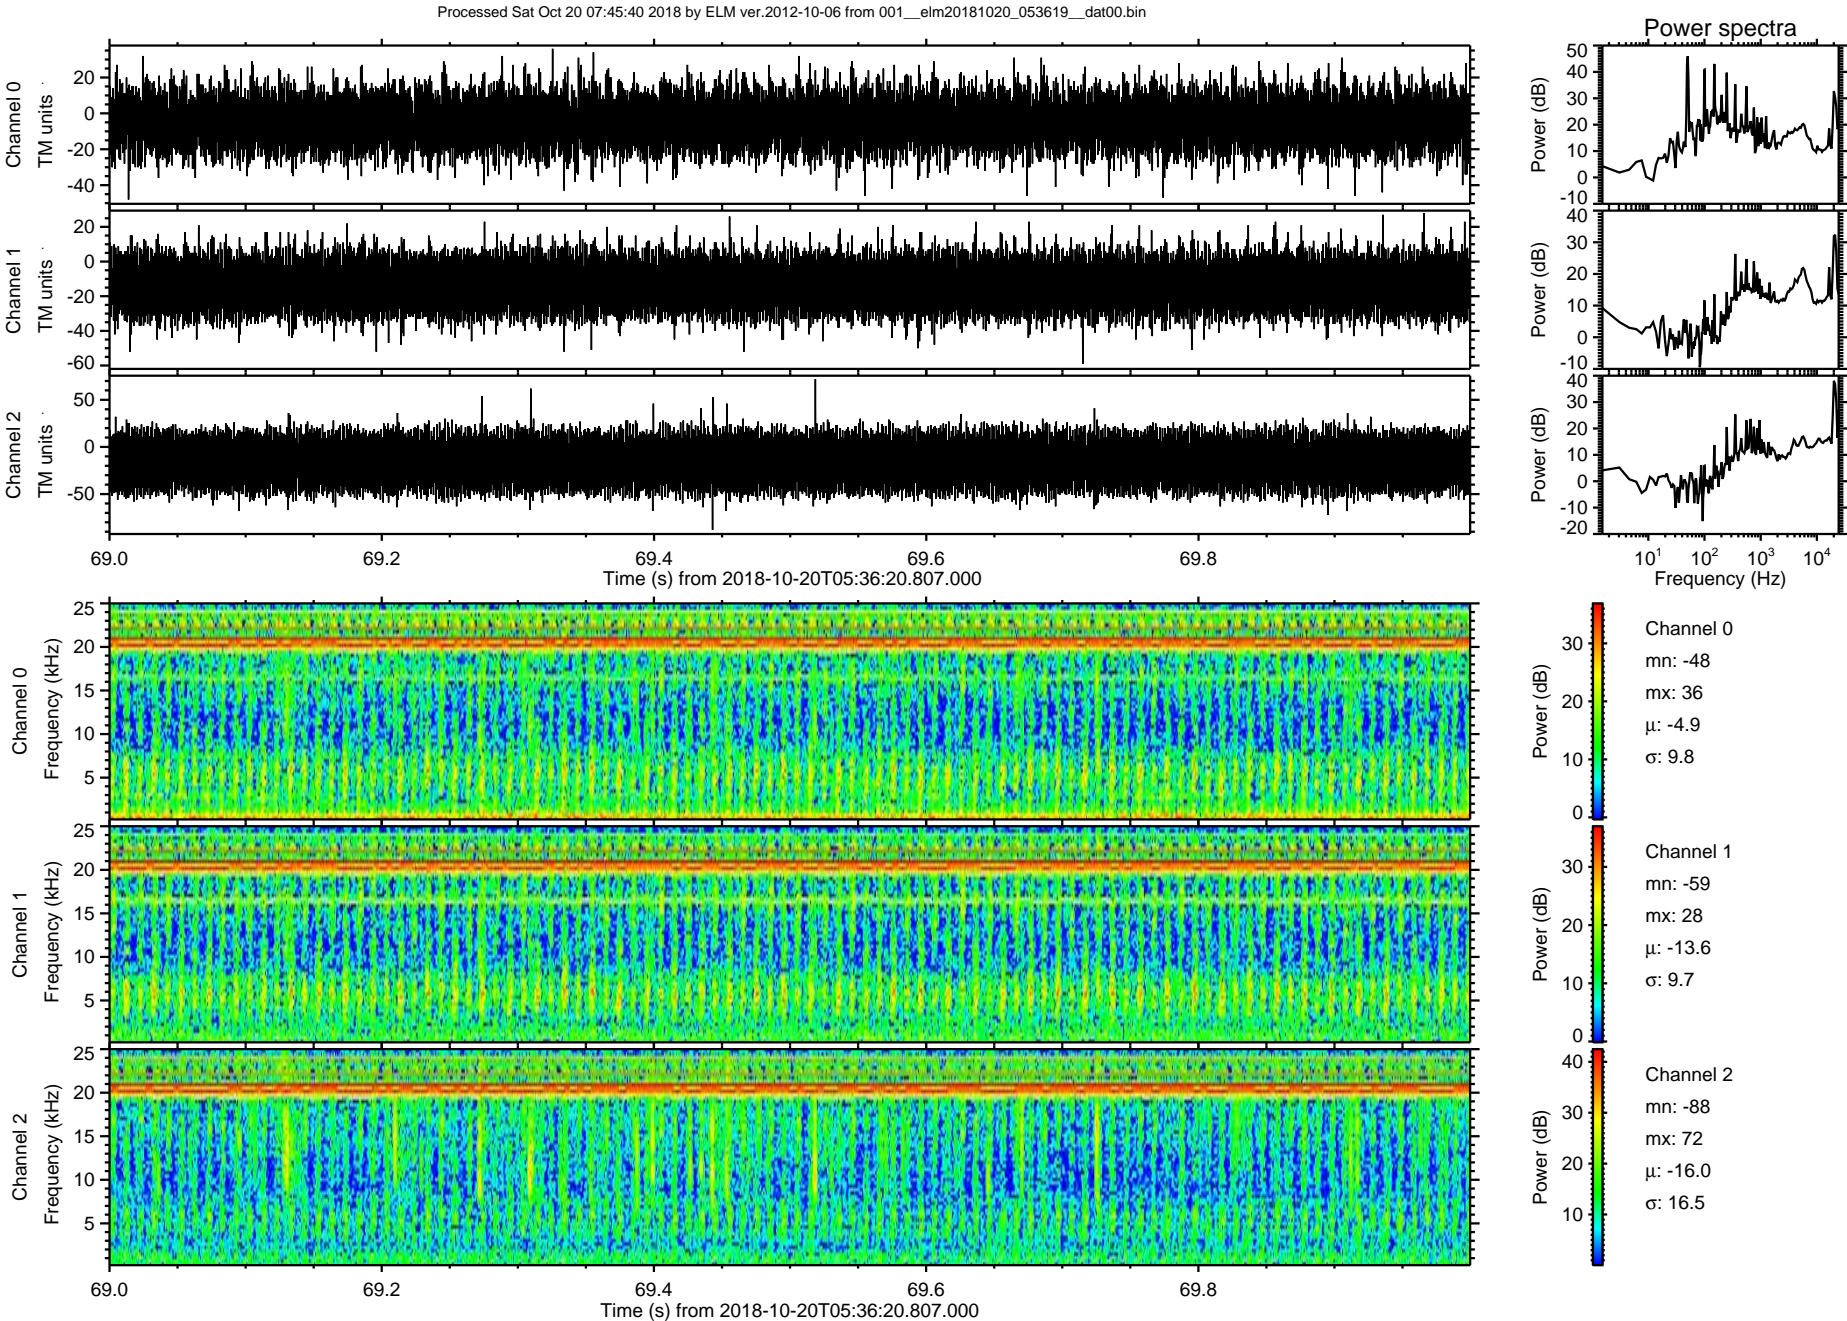 Processed Sat Oct 20 07:45:40 2018 by ELM ver.2012-10-06 from 001__elm20181020_053619__dat00.bin
Power spectra
Channel 0
TM units
20
0
-20
-40
Power (dB)
50
40
30
20
10
0
-10
Channel 1
TM units
20
0
-20
-40
-60
Power (dB)
40
30
20
10
0
-10
Channel 2
TM units
50
0
-50
Power (dB)
40
30
20
10
0
-10
-20
69.0 69.2 69.4 69.6 69.8
Time (s) from 2018-10-20T05:36:20.807.000
10¹ 10² 10³ 10⁴
Frequency (Hz)
Channel 0
Frequency (kHz)
25
20
15
10
5
Power (dB)
30
20
10
0
Channel 0
mn: -48
mx: 36
μ: -4.9
σ: 9.8
Channel 1
Frequency (kHz)
25
20
15
10
5
Power (dB)
30
20
10
0
Channel 1
mn: -59
mx: 28
μ: -13.6
σ: 9.7
Channel 2
Frequency (kHz)
25
20
15
10
5
Power (dB)
40
30
20
10
Channel 2
mn: -88
mx: 72
μ: -16.0
σ: 16.5
69.0 69.2 69.4 69.6 69.8
Time (s) from 2018-10-20T05:36:20.807.000